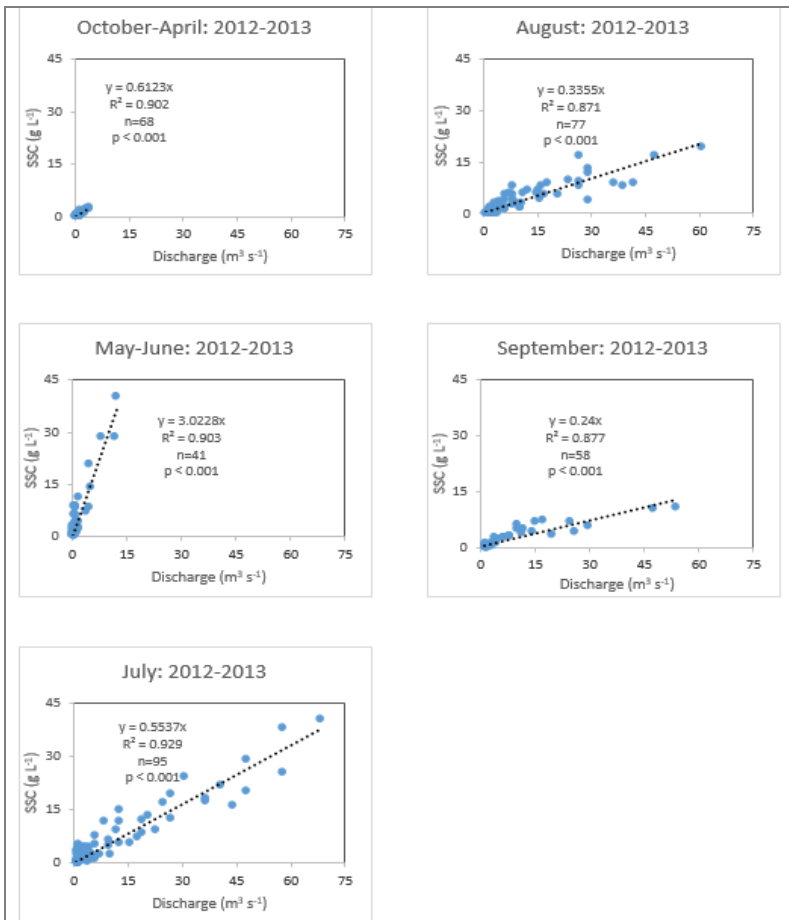 October-April: 2012-2013
45
30
15
0
SSC (g L⁻¹)
y = 0.6123x
R² = 0.902
n=68
p < 0.001
0 15 30 45 60 75
Discharge (m³ s⁻¹)
August: 2012-2013
45
30
15
0
SSC (g L⁻¹)
y = 0.3355x
R² = 0.871
n=77
p < 0.001
0 15 30 45 60 75
Discharge (m³ s⁻¹)
May-June: 2012-2013
45
30
15
0
SSC (g L⁻¹)
y = 3.0228x
R² = 0.903
n=41
p < 0.001
0 15 30 45 60 75
Discharge (m³ s⁻¹)
September: 2012-2013
45
30
15
0
SSC (g L⁻¹)
y = 0.24x
R² = 0.877
n=58
p < 0.001
0 15 30 45 60 75
Discharge (m³ s⁻¹)
July: 2012-2013
45
30
15
0
SSC (g L⁻¹)
y = 0.5537x
R² = 0.929
n=95
p < 0.001
0 15 30 45 60 75
Discharge (m³ s⁻¹)